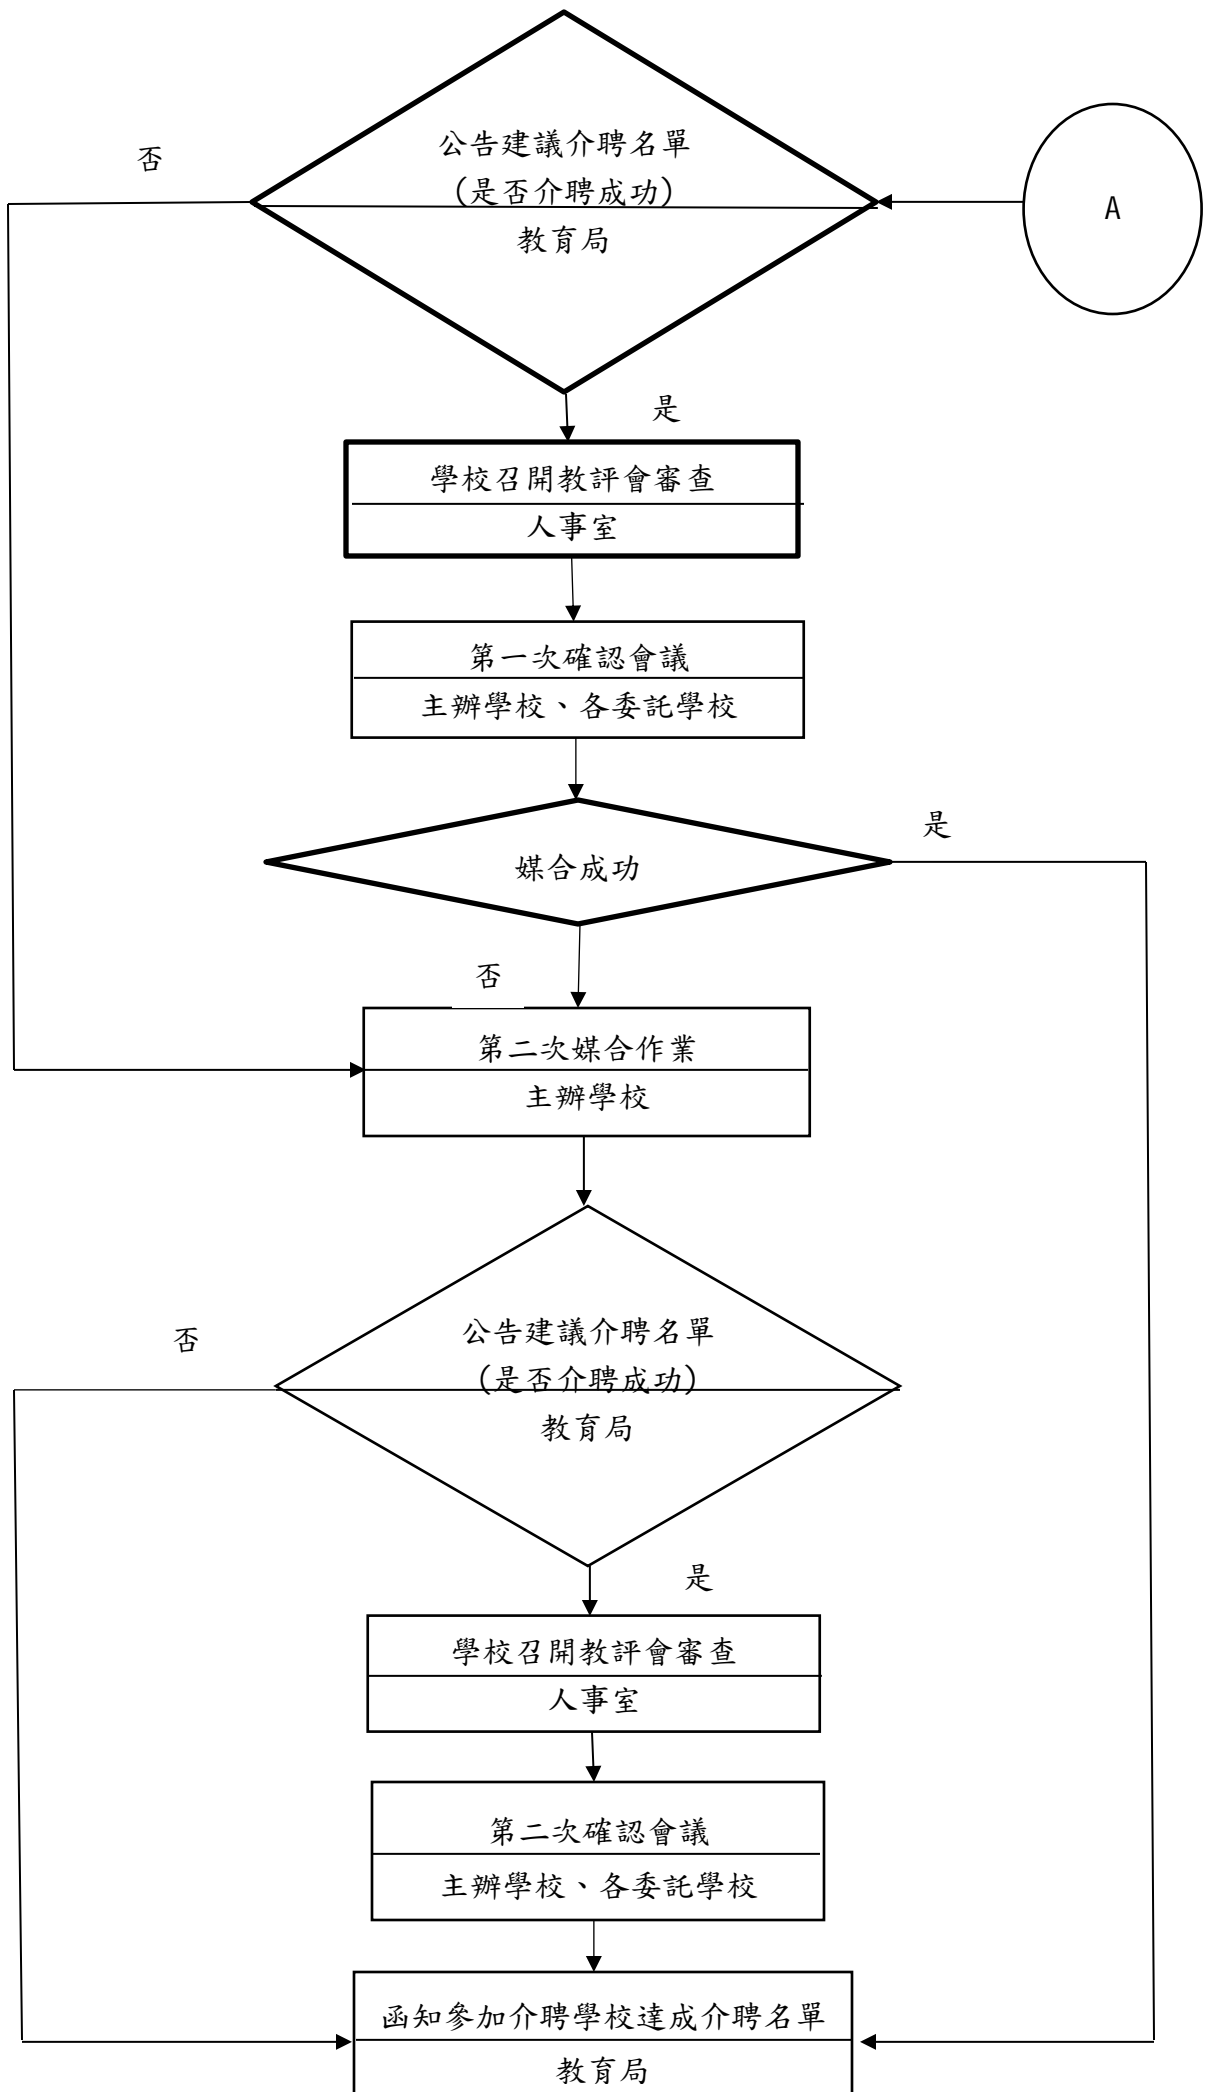 公告建議介聘名單
(是否介聘成功)
教育局
否
A
是
學校召開教評會審查
人事室
第一次確認會議
主辦學校、各委託學校
媒合成功
是
否
第二次媒合作業
主辦學校
公告建議介聘名單
(是否介聘成功)
教育局
否
是
學校召開教評會審查
人事室
第二次確認會議
主辦學校、各委託學校
函知參加介聘學校達成介聘名單
教育局